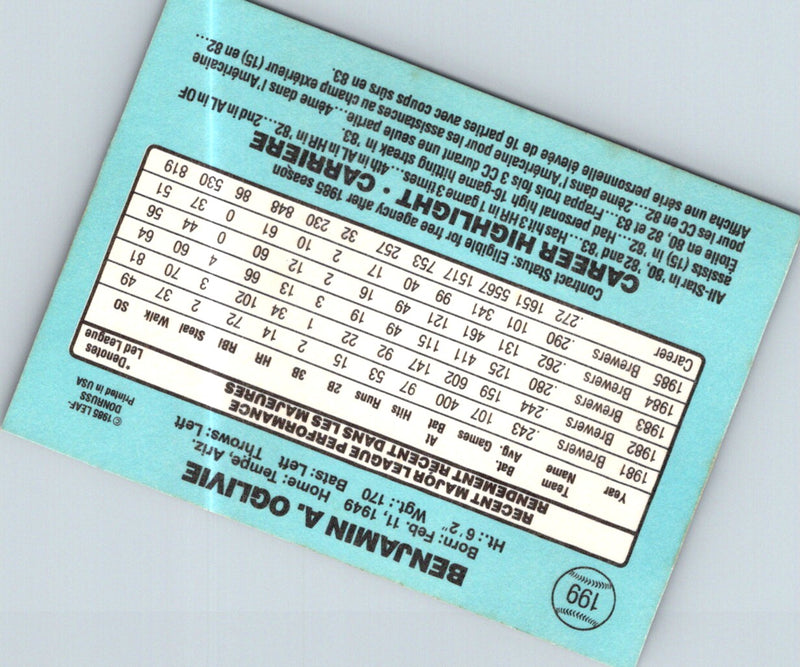 199
BENJAMIN A. OGLIVIE
Born: Feb. 11, 1949 Home: Tempe, Ariz.
Ht.: 6'2" Wgt.: 170 Bats: Left Throws: Left
© 1985 LEAF-
DONRUSS
Printed in USA
RECENT MAJOR LEAGUE PERFORMANCE
RENDEMENT RÉCENT DANS LES MAJEURES
*Denotes
Led League
Year Team Name Bat. Avg. Games At Bat Hits Runs 2B 3B HR RBI Steal Walk SO
1981 Brewers .243 107 400 97 53 15 2 14 72 2 37 49
1982 Brewers .244 159 602 147 92 22 1 34 102 3 70 81
1983 Brewers .280 125 411 115 49 19 3 13 66 4 60 64
1984 Brewers .262 131 461 121 49 16 2 12 60 0 44 56
1985 Brewers .290 101 341 99 40 17 2 10 61 0 37 51
Career .272 1651 5567 1517 753 257 32 230 848 86 530 819
Contract Status: Eligible for free agency after 1985 season
CAREER HIGHLIGHT • CARRIERE
All-Star in '80, '82 and '83...Has hit 3 HR in 1 game 3 times...4th in AL in HR in '82...2nd in AL in OF
assists (15) in '82...Had personal high 16-game hitting streak in '83.
Étoile en 80, 82 et 83...Frappa trois fois 3 CC durant une seule partie...4ème dans l'Américaine
pour les CC en 82...2ème dans l'Américaine pour les assistances au champ extérieur (15) en 82...
Afficha une série personnelle élevée de 16 parties avec coups sûrs en 83.